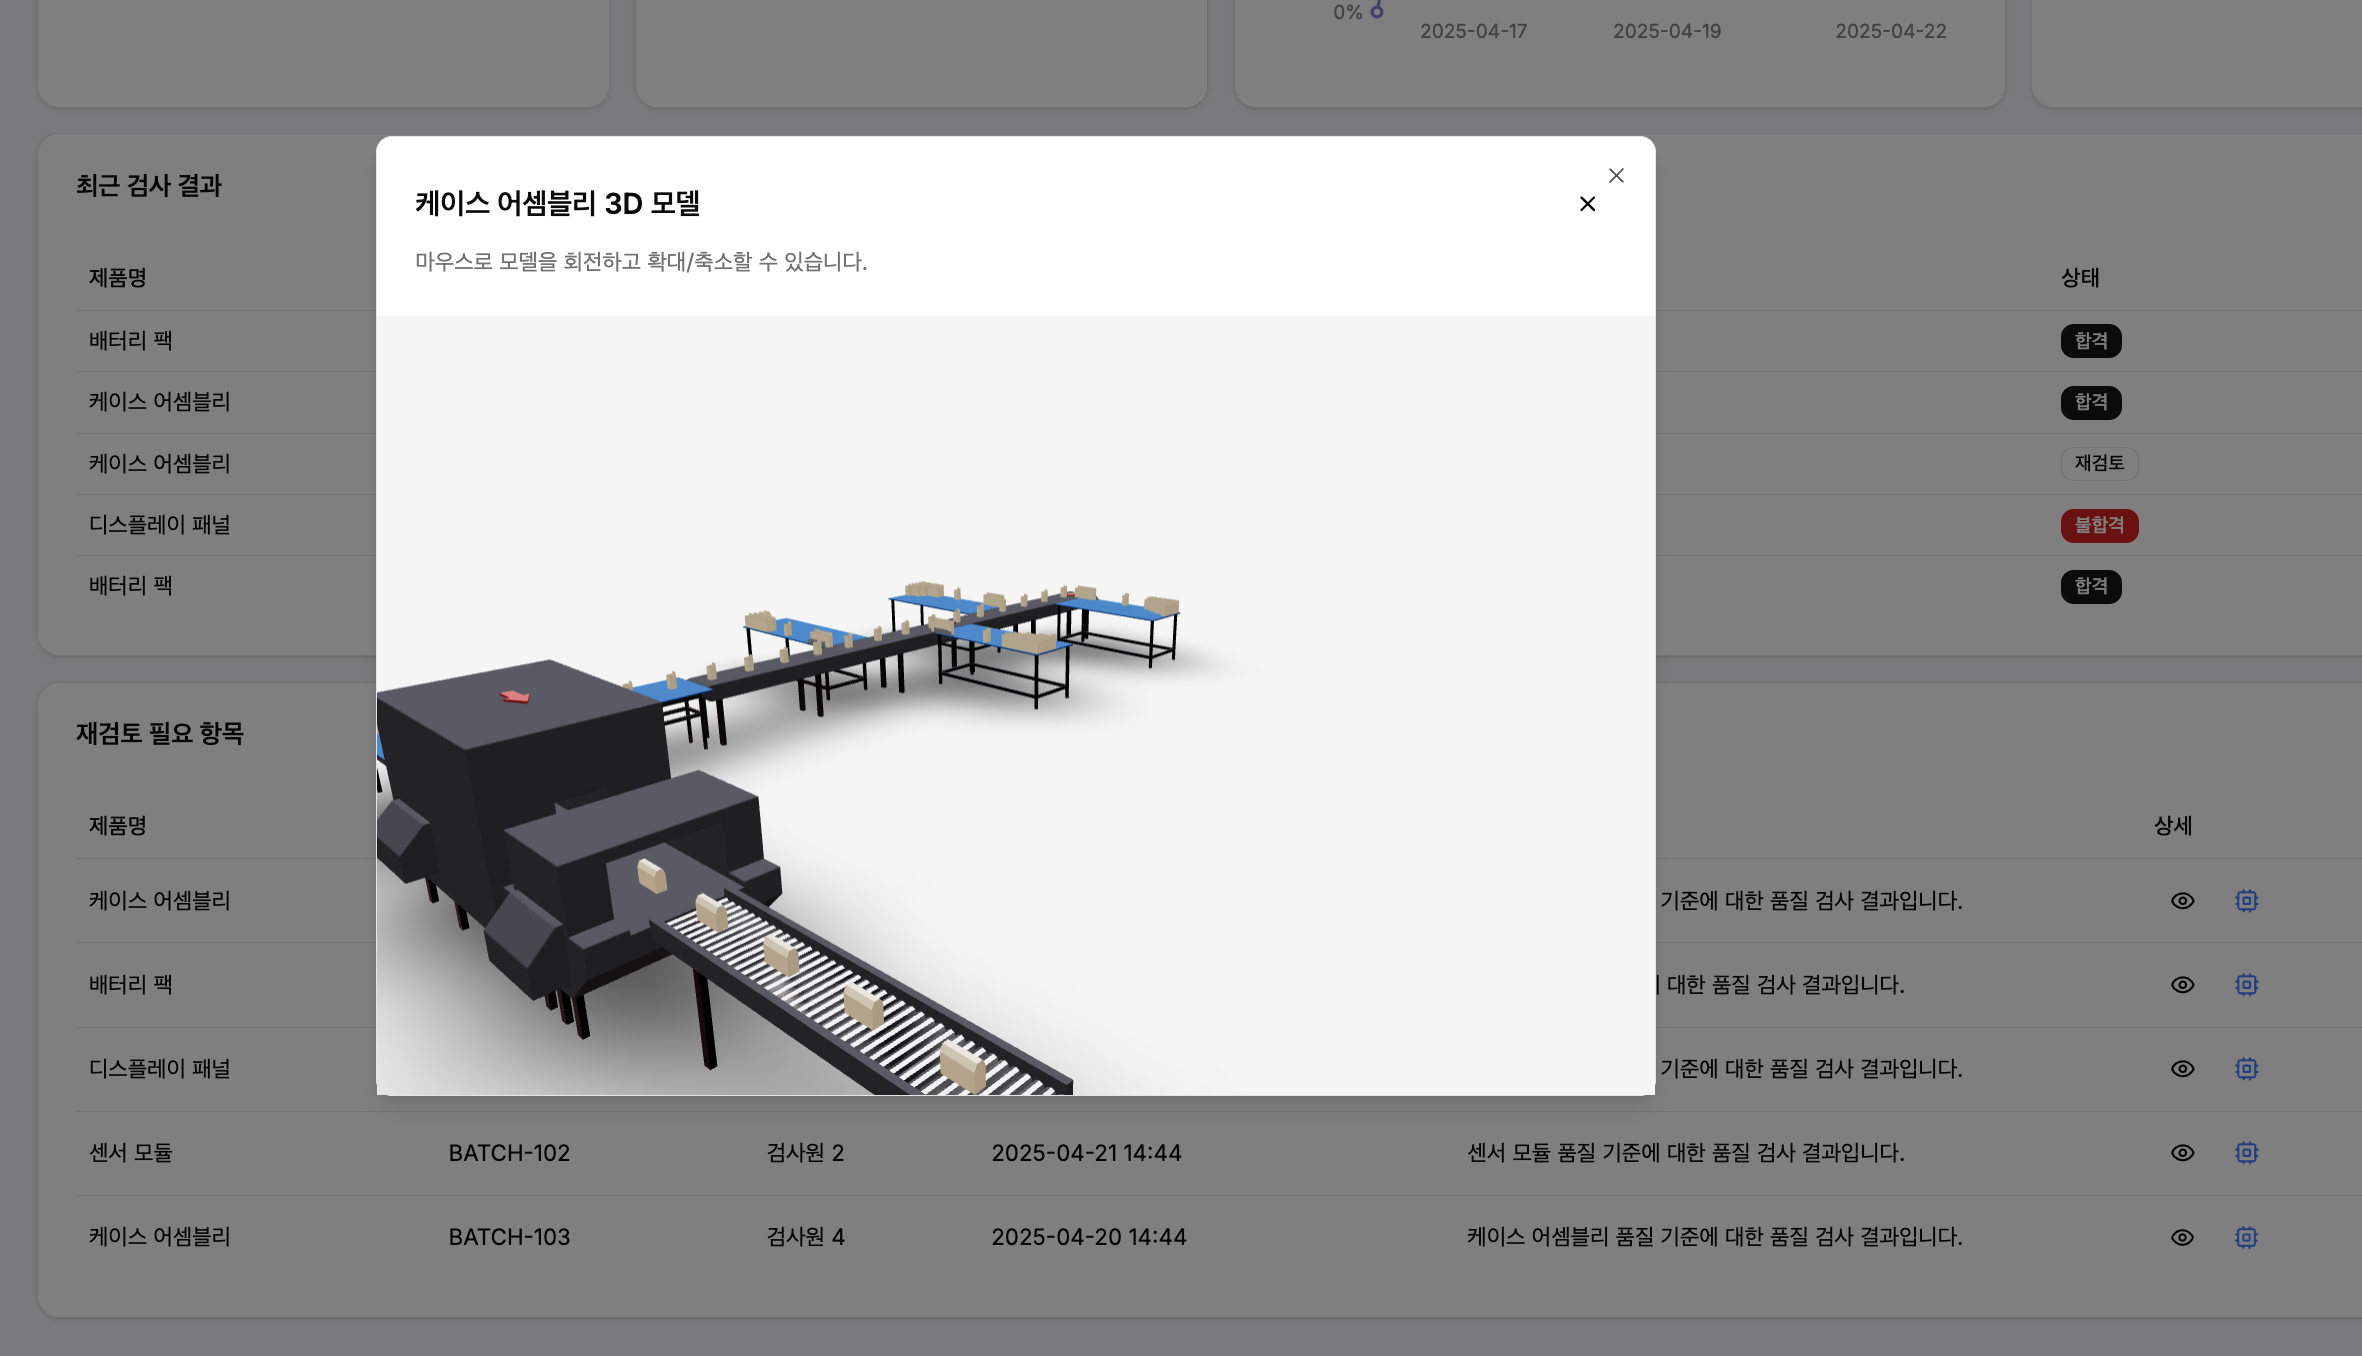 0%
2025-04-17 2025-04-19 2025-04-22
최근 검사 결과
제품명 상태
배터리 팩 합격
케이스 어셈블리 합격
케이스 어셈블리 재검토
디스플레이 패널 불합격
배터리 팩 합격
케이스 어셈블리 3D 모델
마우스로 모델을 회전하고 확대/축소할 수 있습니다.
재검토 필요 항목
제품명 상세
케이스 어셈블리 기준에 대한 품질 검사 결과입니다.
배터리 팩 대한 품질 검사 결과입니다.
디스플레이 패널 기준에 대한 품질 검사 결과입니다.
센서 모듈 BATCH-102 검사원 2 2025-04-21 14:44 센서 모듈 품질 기준에 대한 품질 검사 결과입니다.
케이스 어셈블리 BATCH-103 검사원 4 2025-04-20 14:44 케이스 어셈블리 품질 기준에 대한 품질 검사 결과입니다.